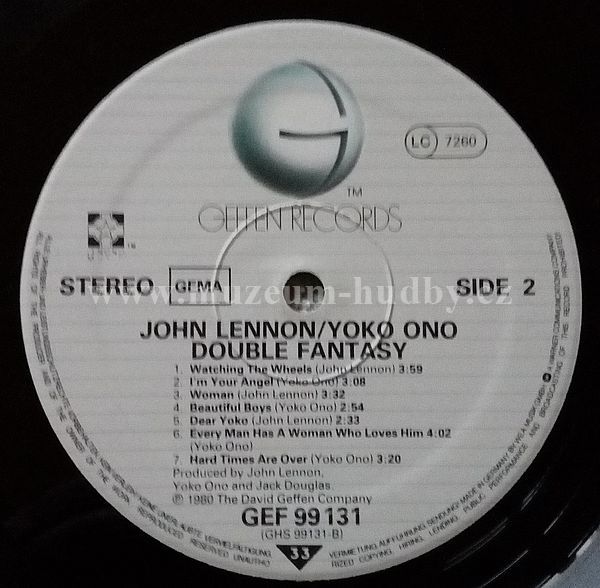 LC 7260
TM
GEFFEN RECORDS
STEREO GEMA SIDE 2
www.muzeum-hudby.cz
JOHN LENNON/YOKO ONO
DOUBLE FANTASY
1. Watching The Wheels (John Lennon) 3:59
2. I'm Your Angel (Yoko Ono) 3:08
3. Woman (John Lennon) 3:32
4. Beautiful Boys (Yoko Ono) 2:54
5. Dear Yoko (John Lennon) 2:33
6. Every Man Has A Woman Who Loves Him 4:02
(Yoko Ono)
7. Hard Times Are Over (Yoko Ono) 3:20
Produced by John Lennon,
Yoko Ono and Jack Douglas
℗ 1980 The David Geffen Company
GEF 99131
(GHS 99131-B)
33